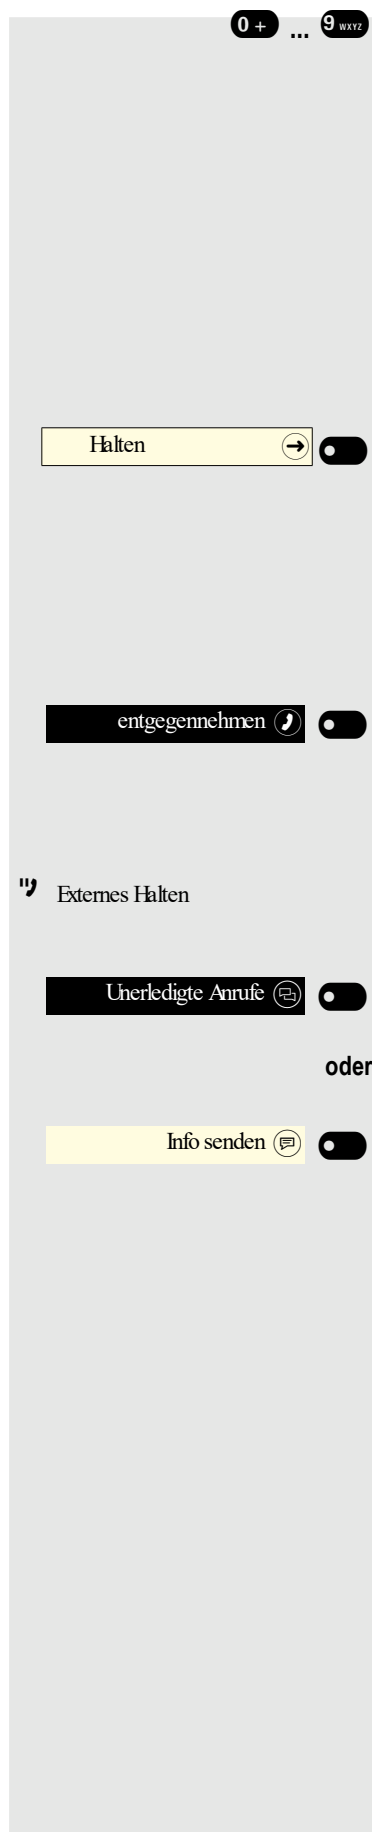 0 + ... 9 WXYZ
Halten
entgegennehmen
Externes Halten
Unerledigte Anrufe
oder
Info senden